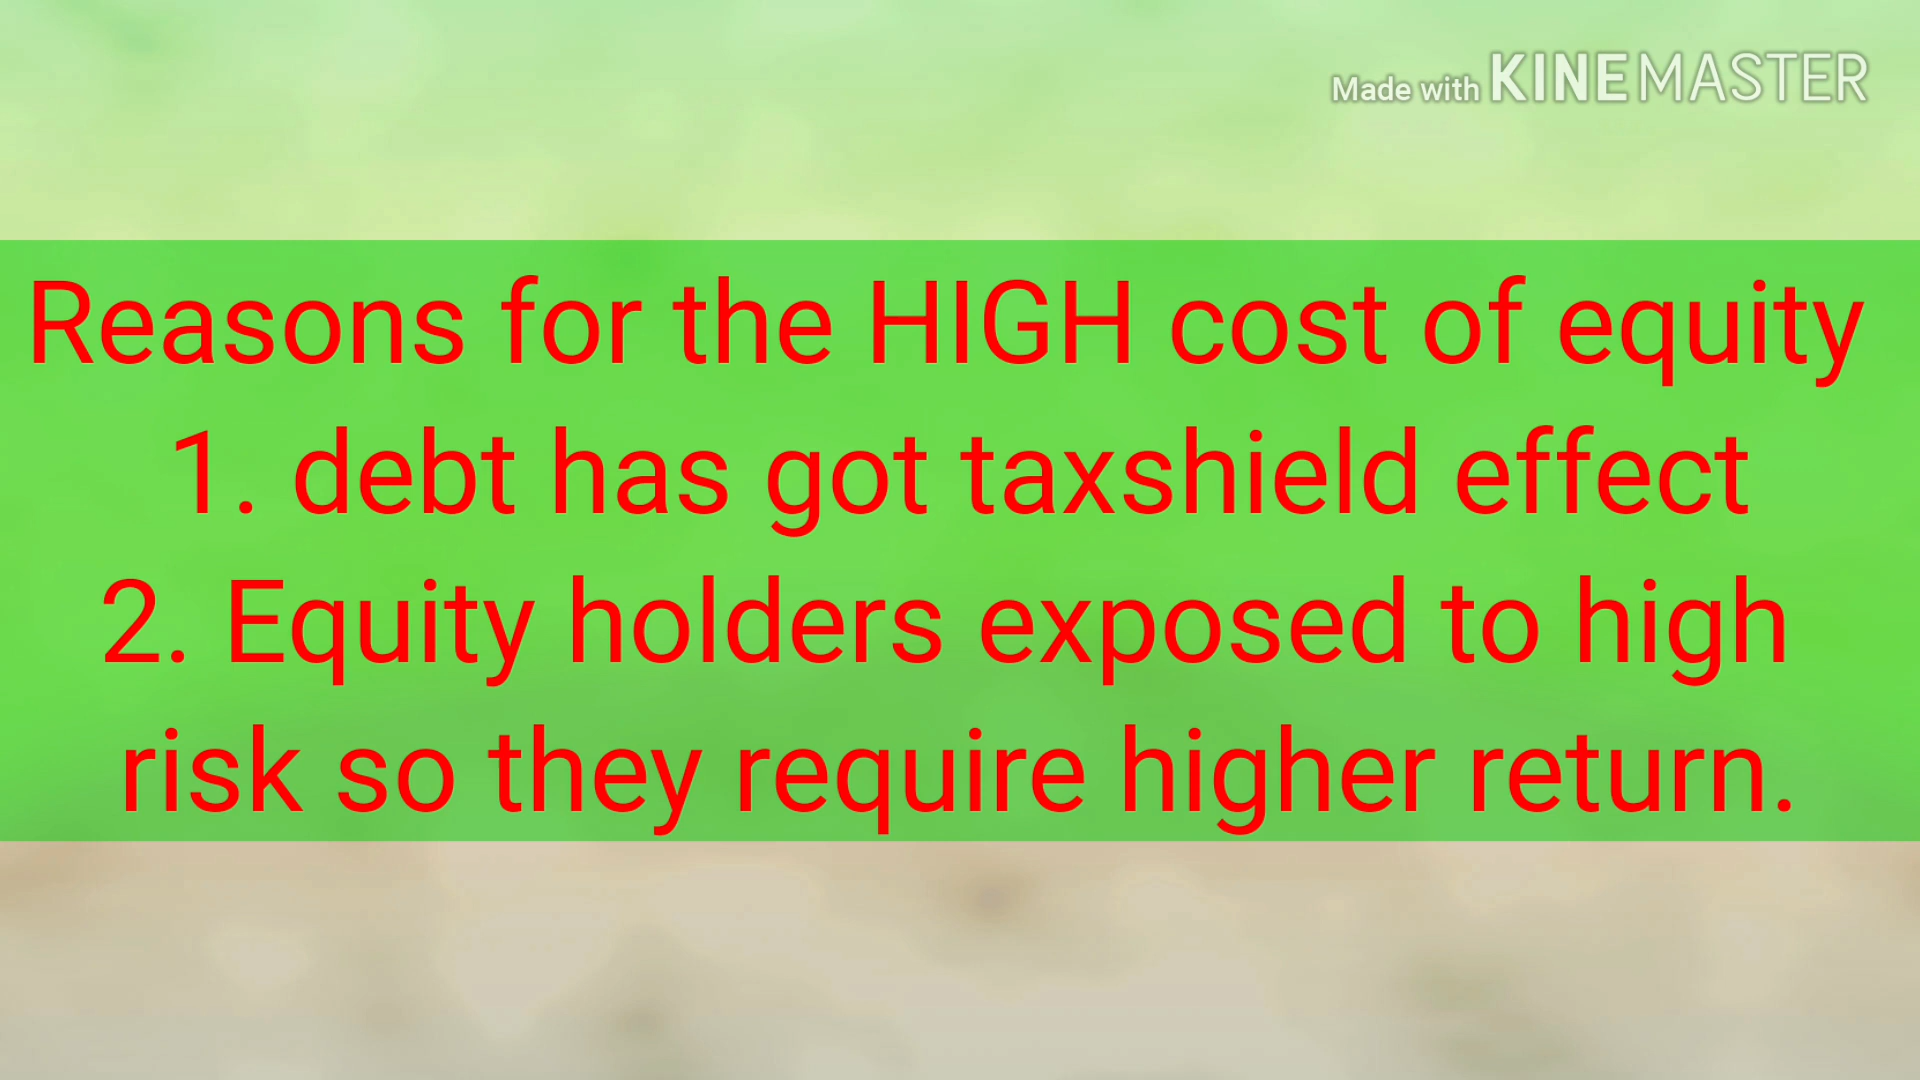 Made with KINEMASTER
Reasons for the HIGH cost of equity
1. debt has got taxshield effect
2. Equity holders exposed to high
risk so they require higher return.